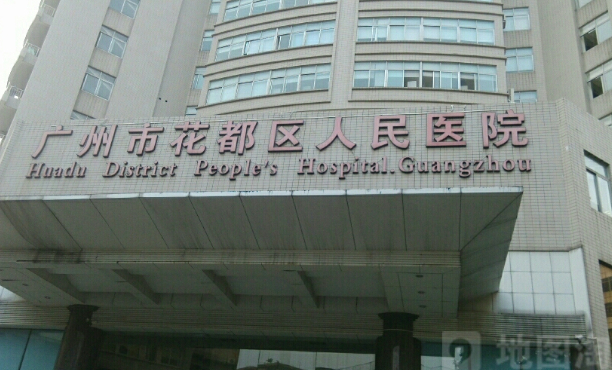 广州市花都区人民医院
Huadu District People's Hospital.Guangzhou
地图淘